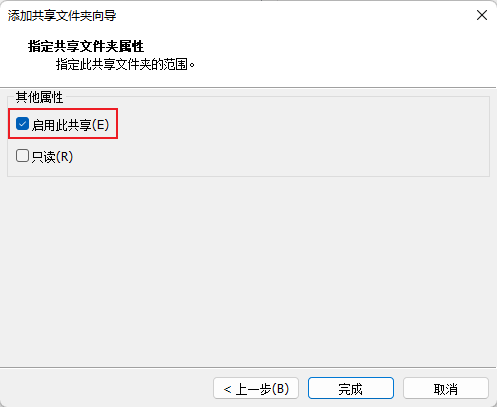 添加共享文件夹向导
指定共享文件夹属性
指定此共享文件夹的范围。
其他属性
启用此共享(E)
只读(R)
< 上一步(B)
完成
取消